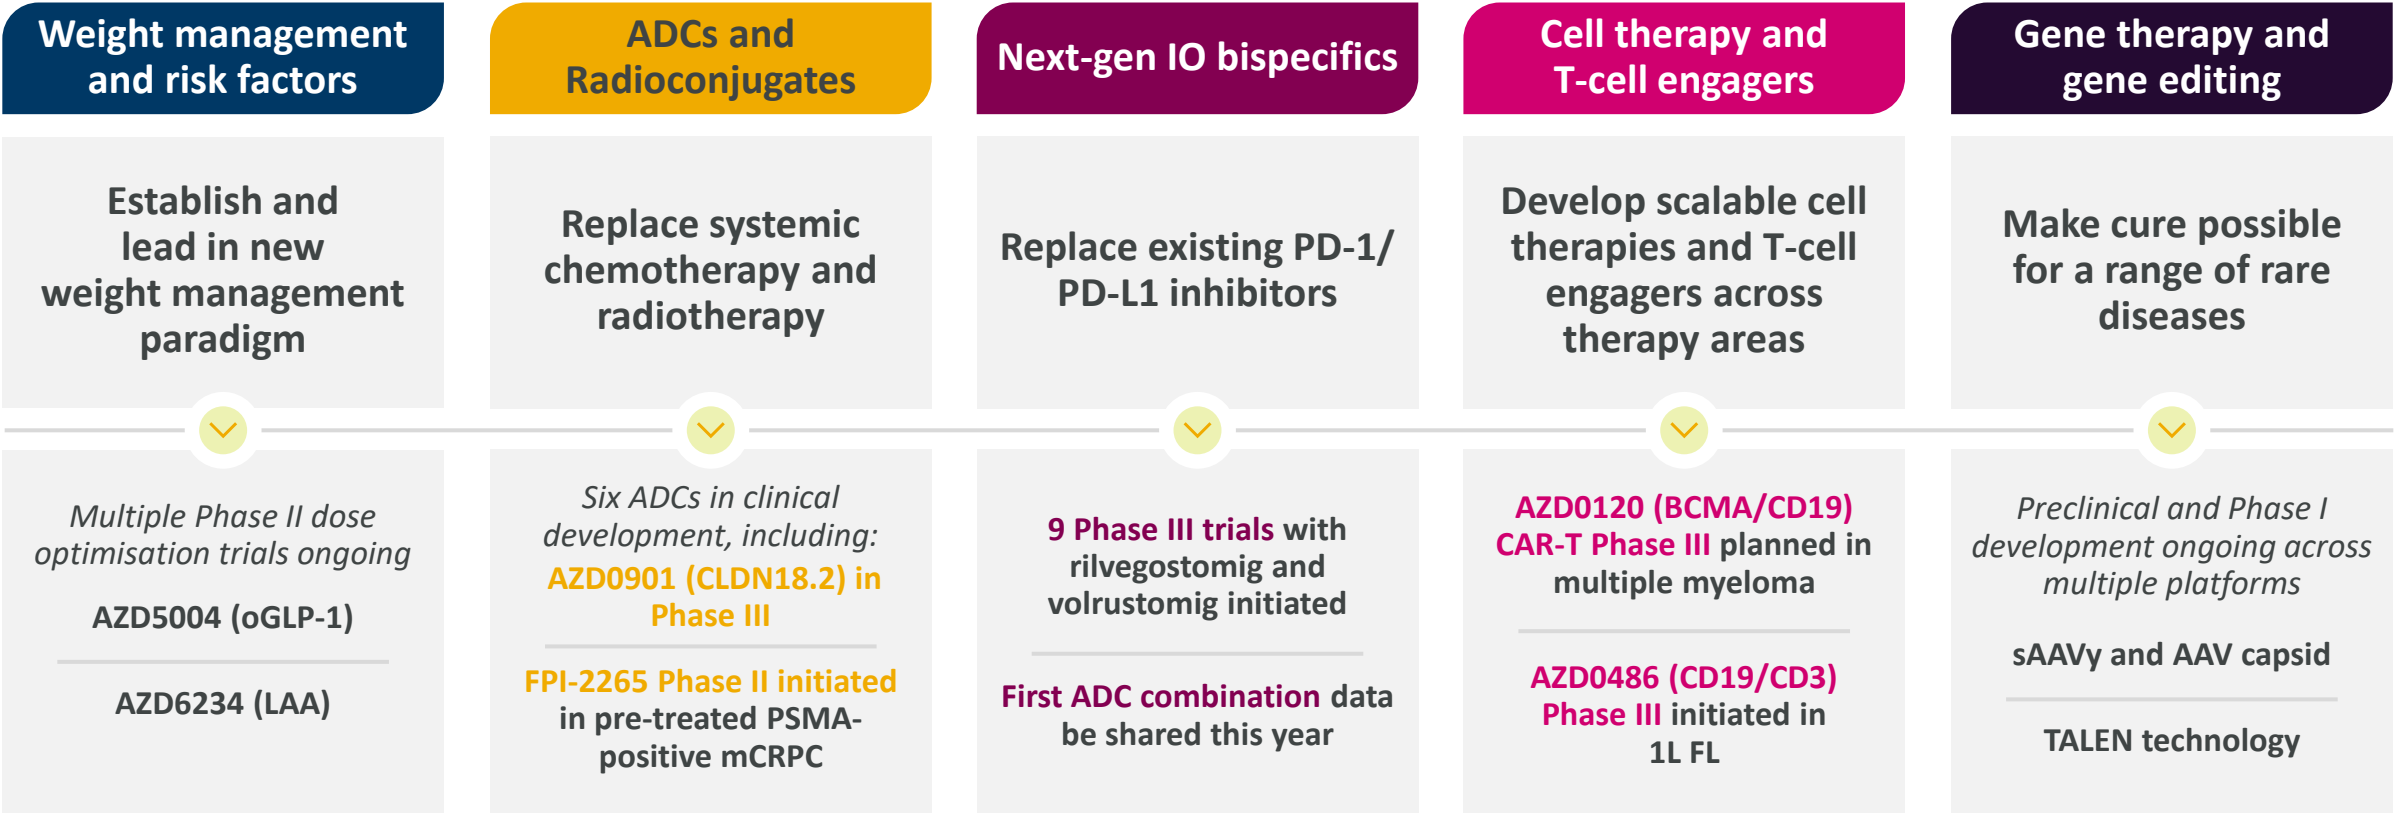 Weight management
and risk factors
Establish and
lead in new
weight management
paradigm
Multiple Phase II dose
optimisation trials ongoing
AZD5004 (oGLP-1)
AZD6234 (LAA)
ADCs and
Radioconjugates
Replace systemic
chemotherapy and
radiotherapy
Six ADCs in clinical
development, including:
AZD0901 (CLDN18.2) in
Phase III
FPI-2265 Phase II initiated
in pre-treated PSMA-
positive mCRPC
Next-gen IO bispecifics
Replace existing PD-1/
PD-L1 inhibitors
9 Phase III trials with
rilvegostomig and
volrustomig initiated
First ADC combination data
be shared this year
Cell therapy and
T-cell engagers
Develop scalable cell
therapies and T-cell
engagers across
therapy areas
AZD0120 (BCMA/CD19)
CAR-T Phase III planned in
multiple myeloma
AZD0486 (CD19/CD3)
Phase III initiated in
1L FL
Gene therapy and
gene editing
Make cure possible
for a range of rare
diseases
Preclinical and Phase I
development ongoing across
multiple platforms
sAAVy and AAV capsid
TALEN technology